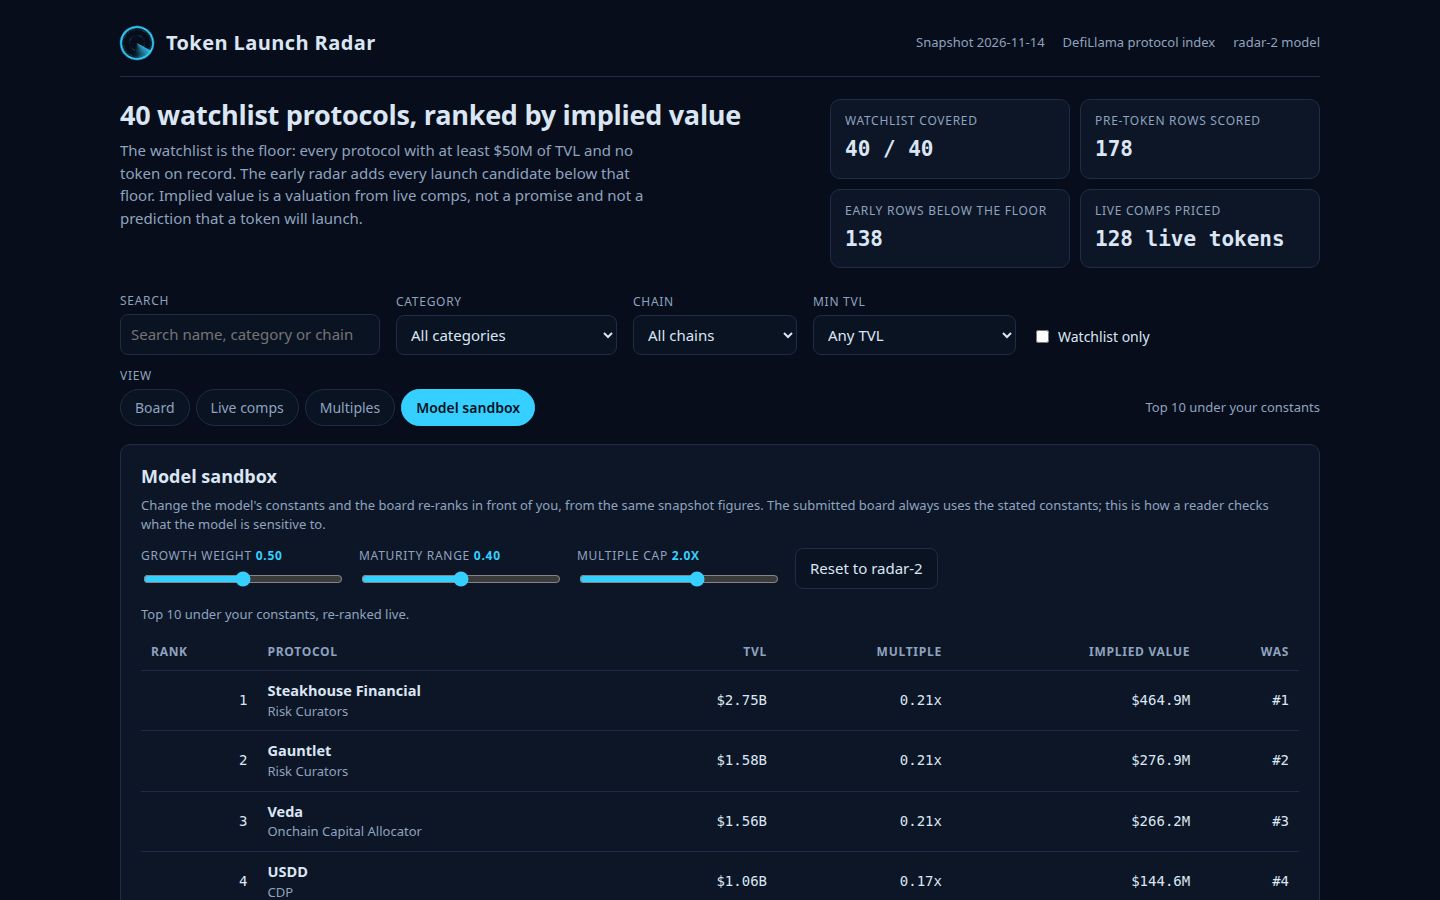 Token Launch Radar
Snapshot 2026-11-14 DefiLlama protocol index radar-2 model
40 watchlist protocols, ranked by implied value
The watchlist is the floor: every protocol with at least $50M of TVL and no
token on record. The early radar adds every launch candidate below that
floor. Implied value is a valuation from live comps, not a promise and not a
prediction that a token will launch.
WATCHLIST COVERED
40 / 40
PRE-TOKEN ROWS SCORED
178
EARLY ROWS BELOW THE FLOOR
138
LIVE COMPS PRICED
128 live tokens
SEARCH CATEGORY CHAIN MIN TVL
Search name, category or chain All categories All chains Any TVL Watchlist only
VIEW
Board Live comps Multiples Model sandbox Top 10 under your constants
Model sandbox
Change the model's constants and the board re-ranks in front of you, from the same snapshot figures. The submitted board always uses the stated constants; this is how a reader checks
what the model is sensitive to.
GROWTH WEIGHT 0.50 MATURITY RANGE 0.40 MULTIPLE CAP 2.0X
Reset to radar-2
Top 10 under your constants, re-ranked live.
RANK PROTOCOL TVL MULTIPLE IMPLIED VALUE WAS
1 Steakhouse Financial $2.75B 0.21x $464.9M #1
Risk Curators
2 Gauntlet $1.58B 0.21x $276.9M #2
Risk Curators
3 Veda $1.56B 0.21x $266.2M #3
Onchain Capital Allocator
4 USDD $1.06B 0.17x $144.6M #4
CDP